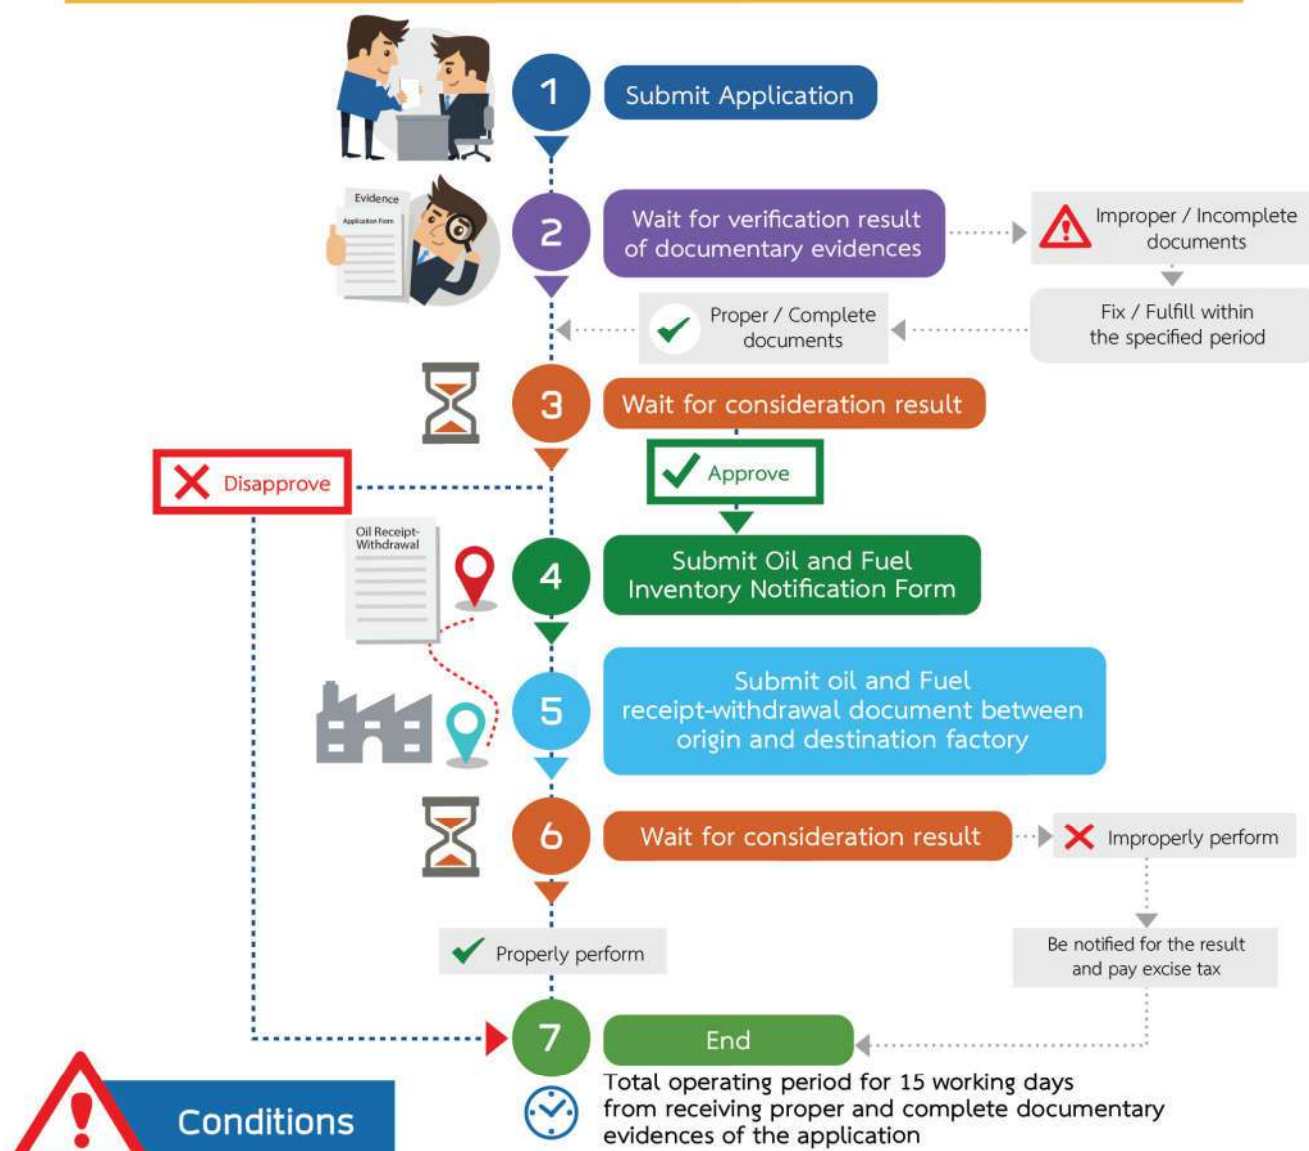 1
Submit Application
Evidence
Application Form
2
Wait for verification result
of documentary evidences
Improper / Incomplete
documents
Fix / Fulfill within
the specified period
Proper / Complete
documents
3
Wait for consideration result
Disapprove
Approve
Oil Receipt-
Withdrawal
4
Submit Oil and Fuel
Inventory Notification Form
5
Submit oil and Fuel
receipt-withdrawal document between
origin and destination factory
6
Wait for consideration result
Improperly perform
Properly perform
Be notified for the result
and pay excise tax
7
End
Total operating period for 15 working days
from receiving proper and complete documentary
evidences of the application
Conditions